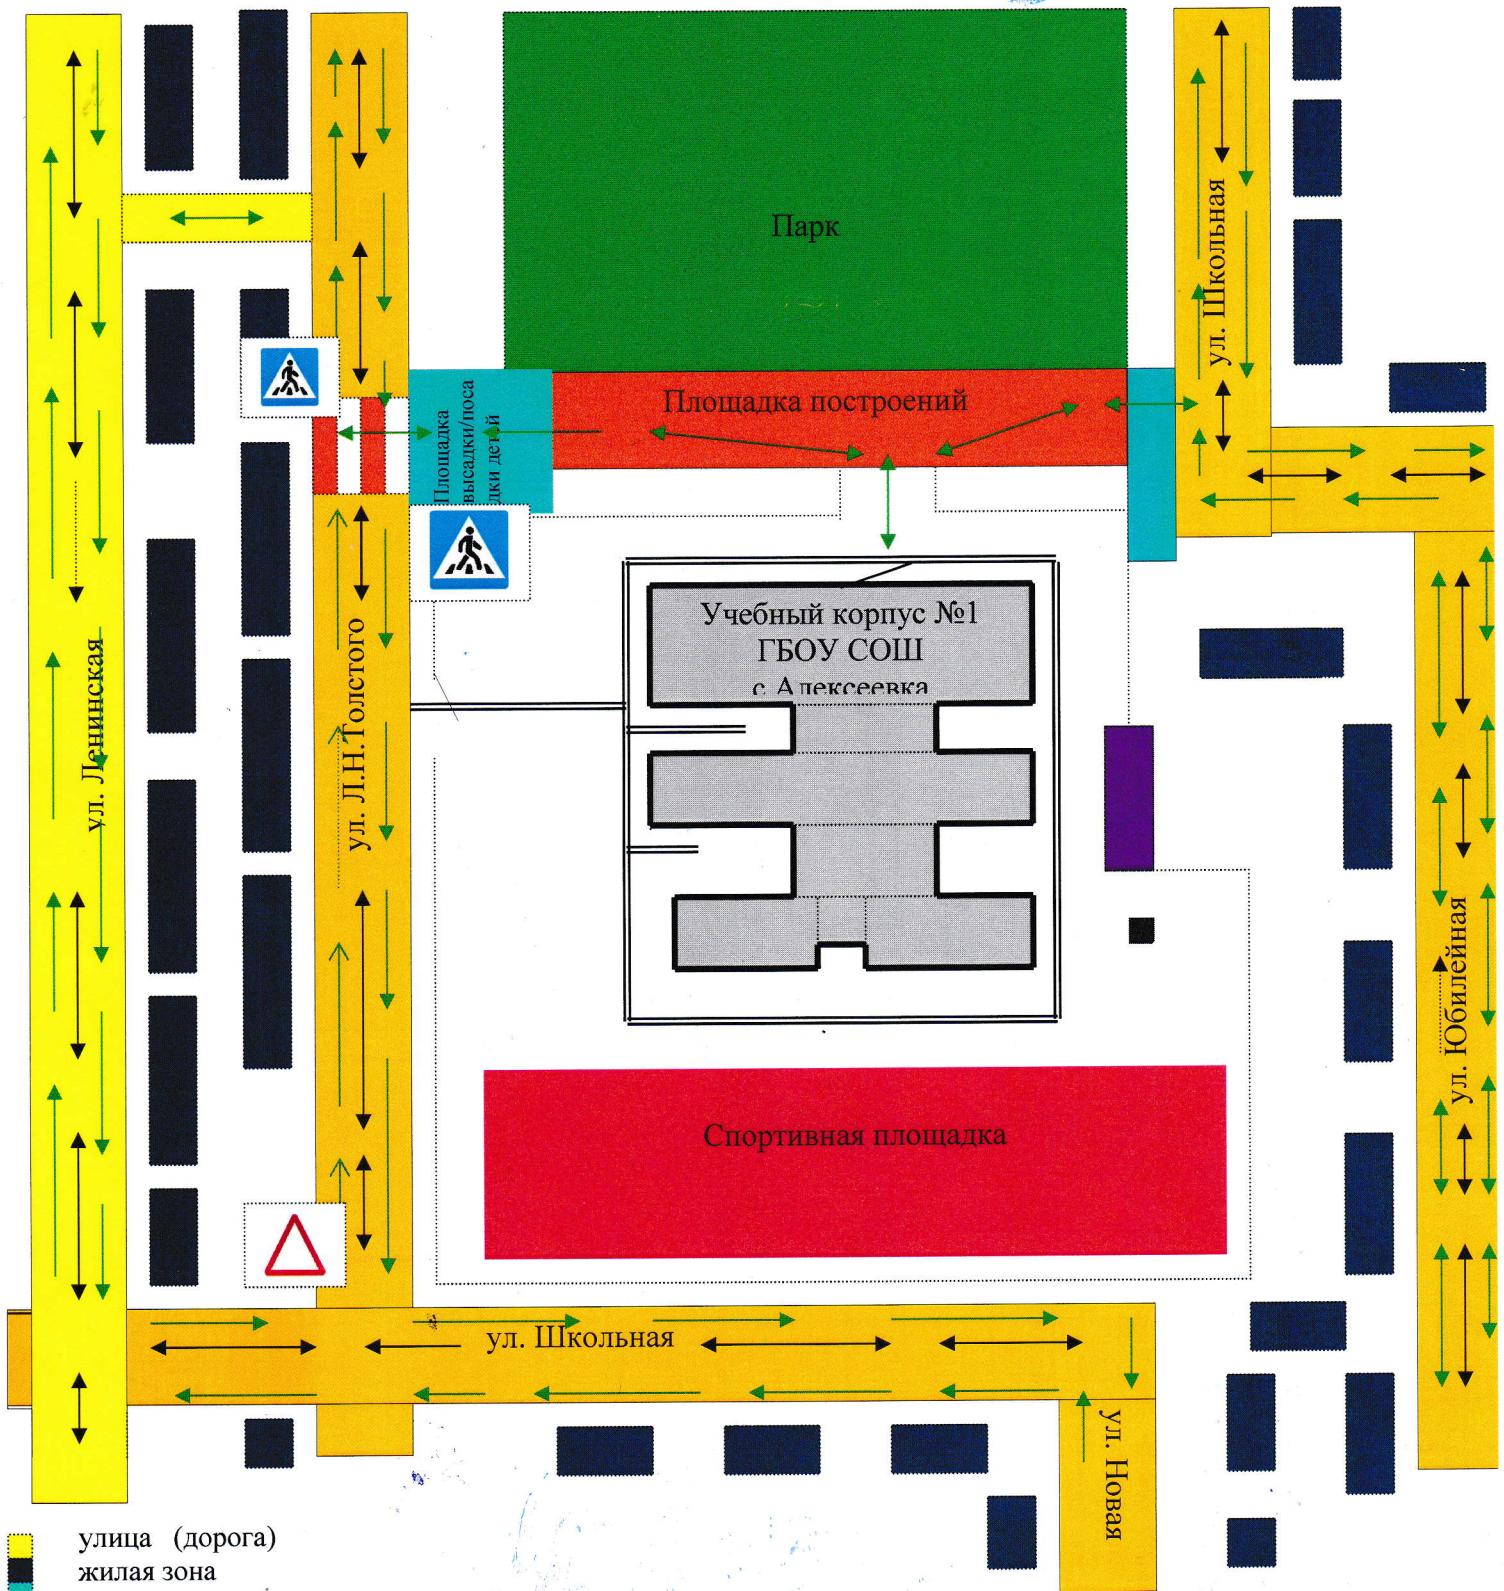 Парк
ул. Школьная
Площадка построений
Площадка
высадки/поса
дки детей
Учебный корпус №1
ГБОУ СОШ
с Алексеевка
ул. Ленинская
ул. Л.Н.Толстого
ул. Юбилейная
Спортивная площадка
ул. Школьная
ул. Новая
улица (дорога)
жилая зона